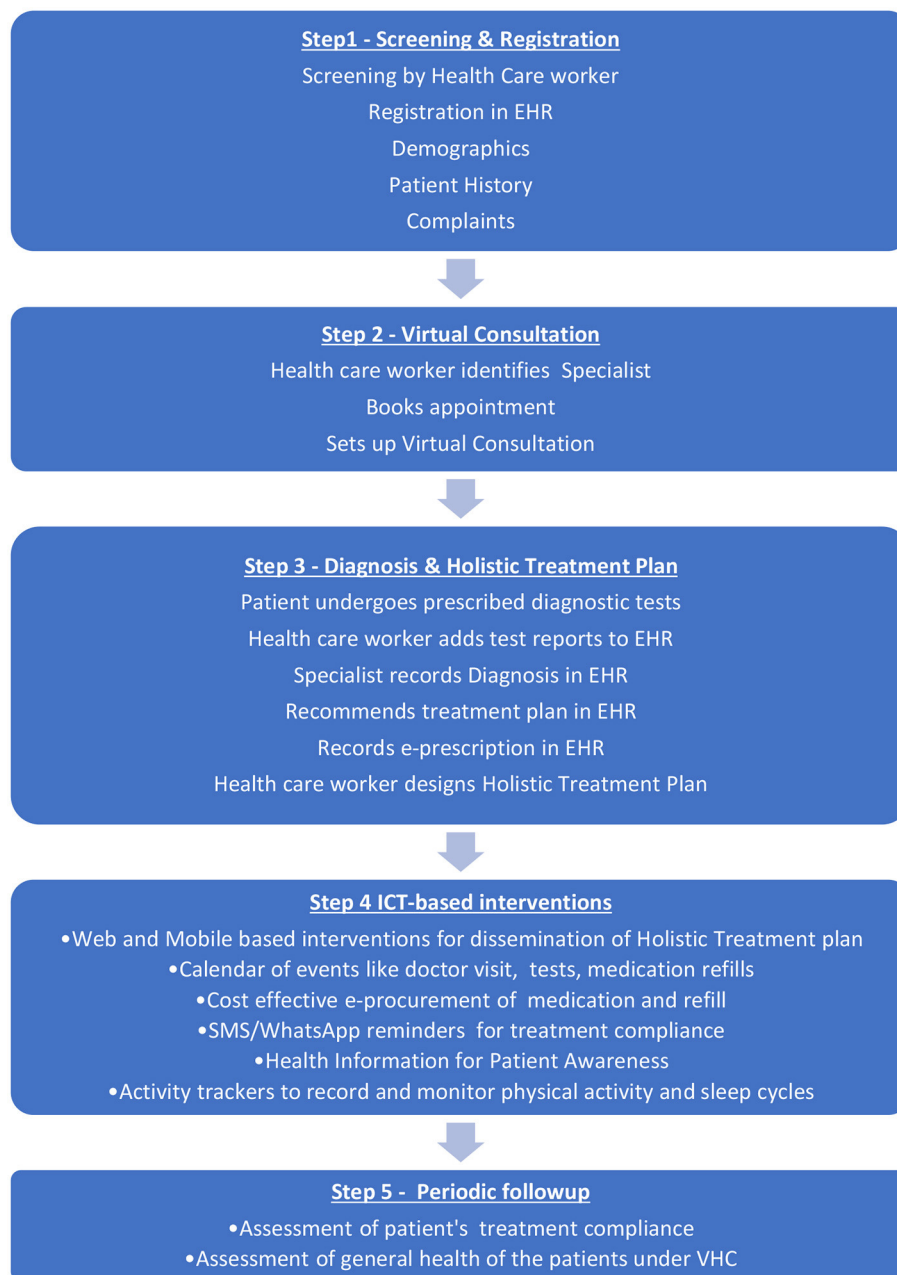 Step1 - Screening & Registration
Screening by Health Care worker
Registration in EHR
Demographics
Patient History
Complaints
Step 2 - Virtual Consultation
Health care worker identifies  Specialist
Books appointment
Sets up Virtual Consultation
Step 3 - Diagnosis & Holistic Treatment Plan
Patient undergoes prescribed diagnostic tests
Health care worker adds test reports to EHR
Specialist records Diagnosis in EHR
Recommends treatment plan in EHR
Records e-prescription in EHR
Health care worker designs Holistic Treatment Plan
Step 4 ICT-based interventions
•Web and Mobile based interventions for dissemination of Holistic Treatment plan
•Calendar of events like doctor visit,  tests, medication refills
•Cost effective e-procurement of  medication and refill
•SMS/WhatsApp reminders  for treatment compliance
•Health Information for Patient Awareness
•Activity trackers to record and monitor physical activity and sleep cycles
Step 5 -  Periodic followup
•Assessment of patient's  treatment compliance
•Assessment of general health of the patients under VHC